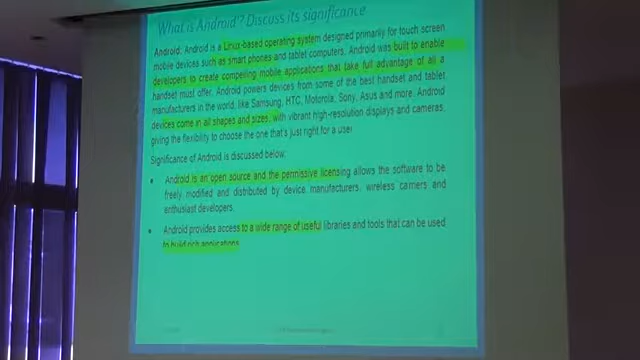 What is Android? Discuss its significance
Android: Android is a Linux-based operating system designed primarily for touch screen
mobile devices such as smart phones and tablet computers. Android was built to enable
developers to create compelling mobile applications that take full advantage of all a
handset must offer. Android powers devices from some of the best handset and tablet
manufacturers in the world, like Samsung, HTC, Motorola, Sony, Asus and more. Android
devices come in all shapes and sizes, with vibrant high-resolution displays and cameras,
giving the flexibility to choose the one that's just right for a user
Significance of Android is discussed below:
• Android is an open source and the permissive licensing allows the software to be
freely modified and distributed by device manufacturers, wireless carriers and
enthusiast developers.
• Android provides access to a wide range of useful libraries and tools that can be used
to build rich applications